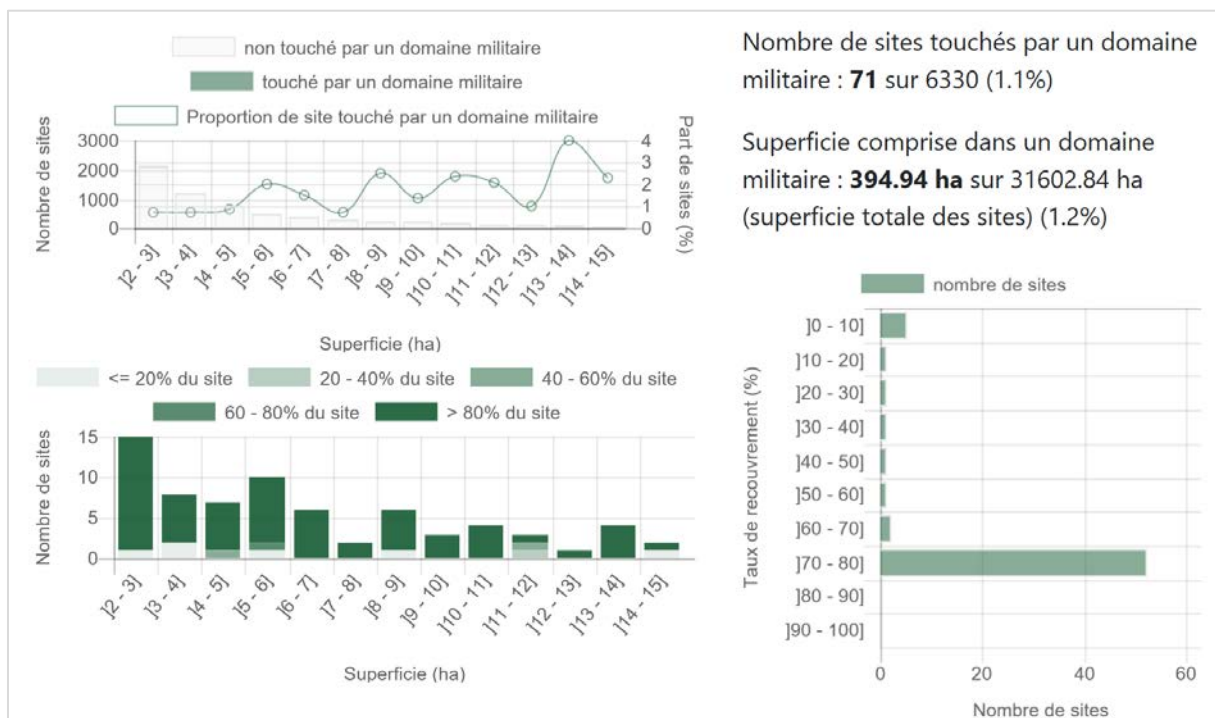 non touché par un domaine militaire
touché par un domaine militaire
Proportion de site touché par un domaine militaire
Nombre de sites
3000
2000
1000
0
Part de sites (%)
4
3
2
1
0
]2 - 3]
]3 - 4]
]4 - 5]
]5 - 6]
]6 - 7]
]7 - 8]
]8 - 9]
]9 - 10]
]10 - 11]
]11 - 12]
]12 - 13]
]13 - 14]
]14 - 15]
Superficie (ha)
<= 20% du site
20 - 40% du site
40 - 60% du site
60 - 80% du site
> 80% du site
Nombre de sites
15
10
5
0
]2 - 3]
]3 - 4]
]4 - 5]
]5 - 6]
]6 - 7]
]7 - 8]
]8 - 9]
]9 - 10]
]10 - 11]
]11 - 12]
]12 - 13]
]13 - 14]
]14 - 15]
Superficie (ha)
Nombre de sites touchés par un domaine
militaire : 71 sur 6330 (1.1%)
Superficie comprise dans un domaine
militaire : 394.94 ha sur 31602.84 ha
(superficie totale des sites) (1.2%)
nombre de sites
Taux de recouvrement (%)
]0 - 10]
]10 - 20]
]20 - 30]
]30 - 40]
]40 - 50]
]50 - 60]
]60 - 70]
]70 - 80]
]80 - 90]
]90 - 100]
0
20
40
60
Nombre de sites